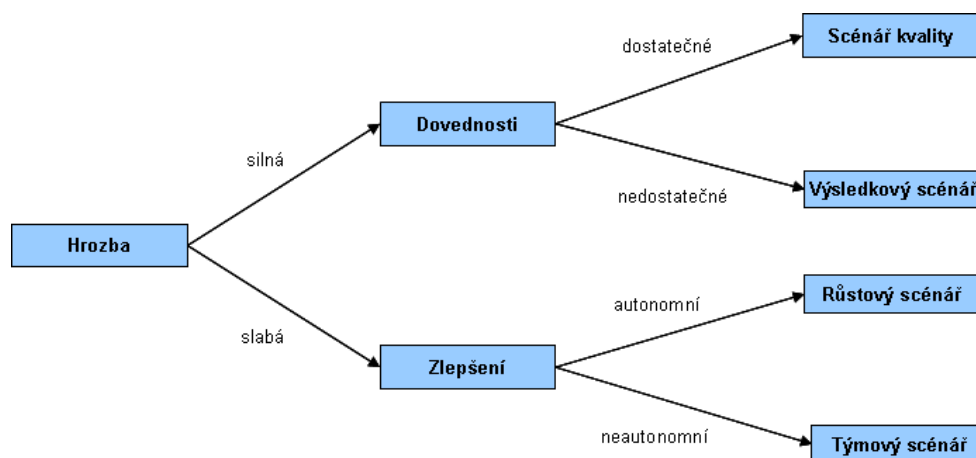 Scénář kvality
dostatečné
Dovednosti
silná
nedostatečné
Výsledkový scénář
Hrozba
Růstový scénář
autonomní
slabá
Zlepšení
neautonomní
Týmový scénář